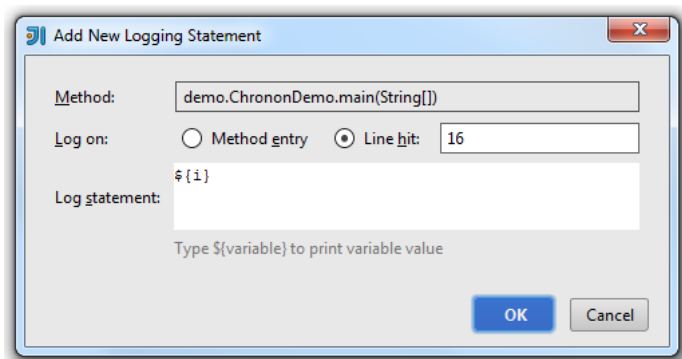 Add New Logging Statement
Method: demo.ChrononDemo.main(String[])
Log on: Method entry Line hit: 16
${i}
Log statement:
Type ${variable} to print variable value
OK Cancel